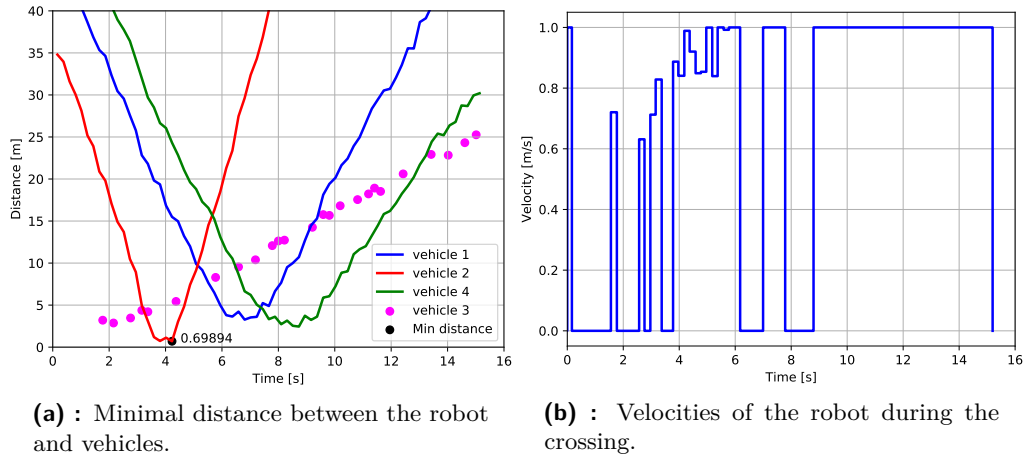 40
35
30
25
20
15
10
5
0
Distance [m]
0.69894
vehicle 1
vehicle 2
vehicle 4
vehicle 3
Min distance
0 2 4 6 8 10 12 14 16
Time [s]
(a) : Minimal distance between the robot
and vehicles.
1.0
0.8
0.6
0.4
0.2
0.0
Velocity [m/s]
0 2 4 6 8 10 12 14 16
Time [s]
(b) : Velocities of the robot during the
crossing.